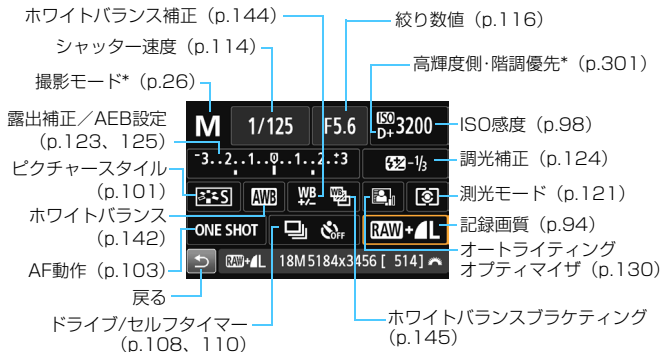 ホワイトバランス補正（p.144）
絞り数値（p.116）
シャッター速度（p.114）
高輝度側・階調優先*（p.301）
撮影モード*（p.26）
露出補正／AEB設定
（p.123、125）
ピクチャースタイル
（p.101）
ホワイトバランス
（p.142）
AF動作（p.103）
戻る
ドライブ/セルフタイマー
（p.108、110）
M 1/125 F5.6 ISO D+ 3200
-3..2..1..0..1..2.+3 -1/3
S AWB WB +/- WB
ONE SHOT OFF RAW+L
RAW+L 18M 5184x3456 [ 514]
ISO感度（p.98）
調光補正（p.124）
測光モード（p.121）
記録画質（p.94）
オートライティング
オプティマイザ（p.130）
ホワイトバランスブラケティング
（p.145）